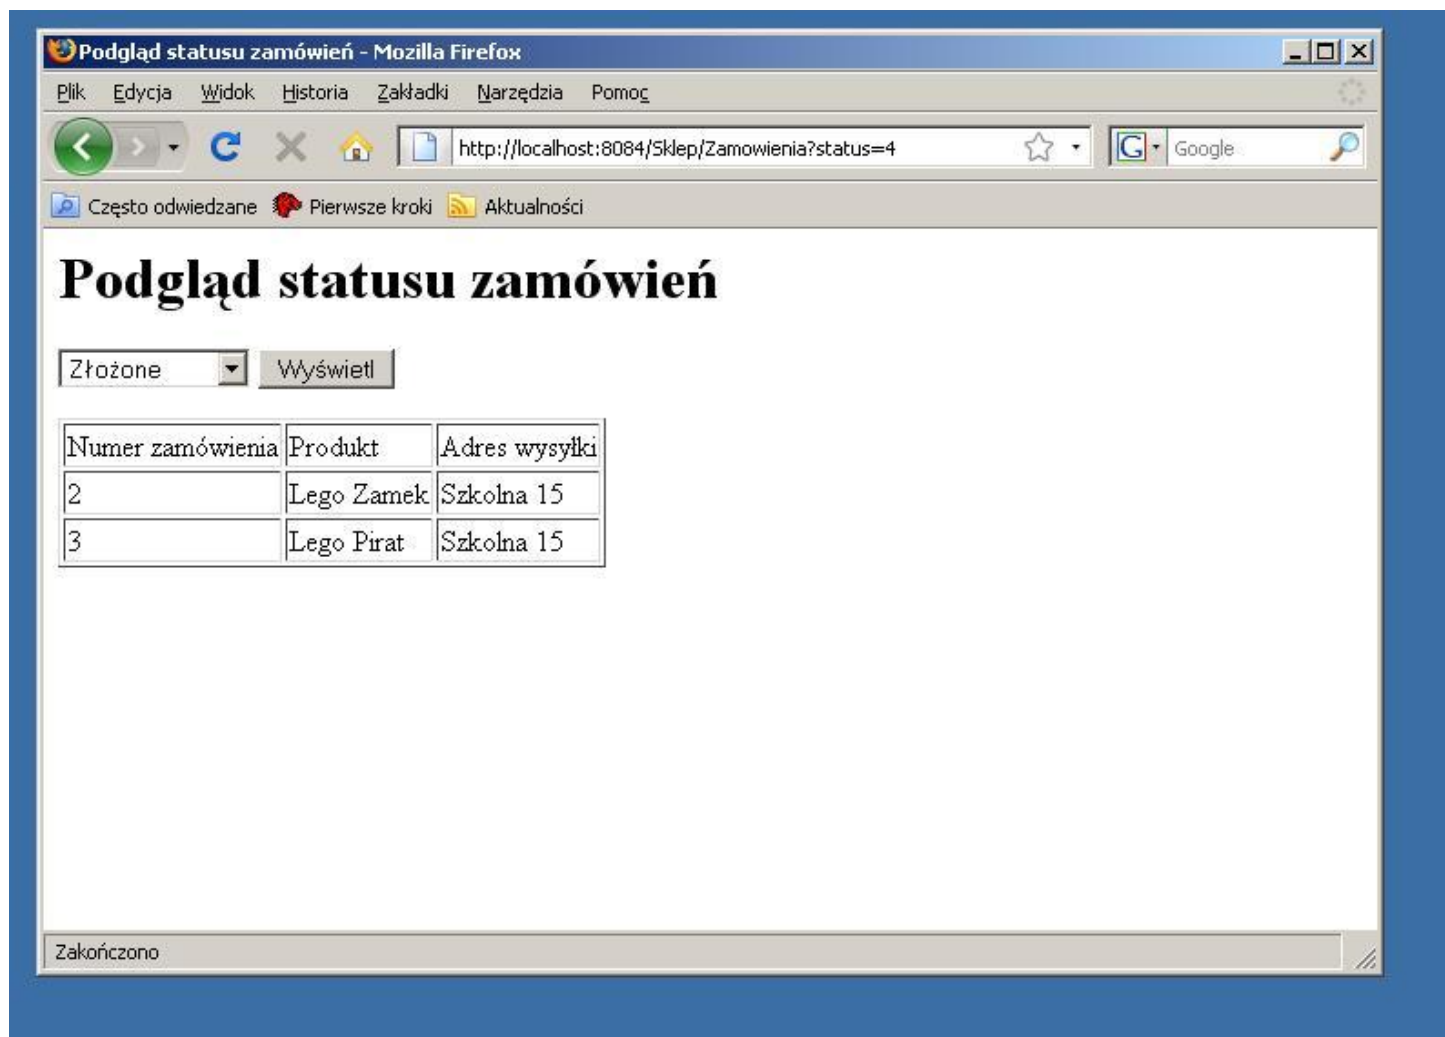 Podgląd statusu zamówień - Mozilla Firefox
Plik Edycja Widok Historia Zakładki Narzędzia Pomoc
http://localhost:8084/Sklep/Zamowienia?status=4 G Google
Często odwiedzane Pierwsze kroki Aktualności
Podgląd statusu zamówień
Złożone Wyświetl
Numer zamówienia Produkt Adres wysyłki
2 Lego Zamek Szkolna 15
3 Lego Pirat Szkolna 15
Zakończono